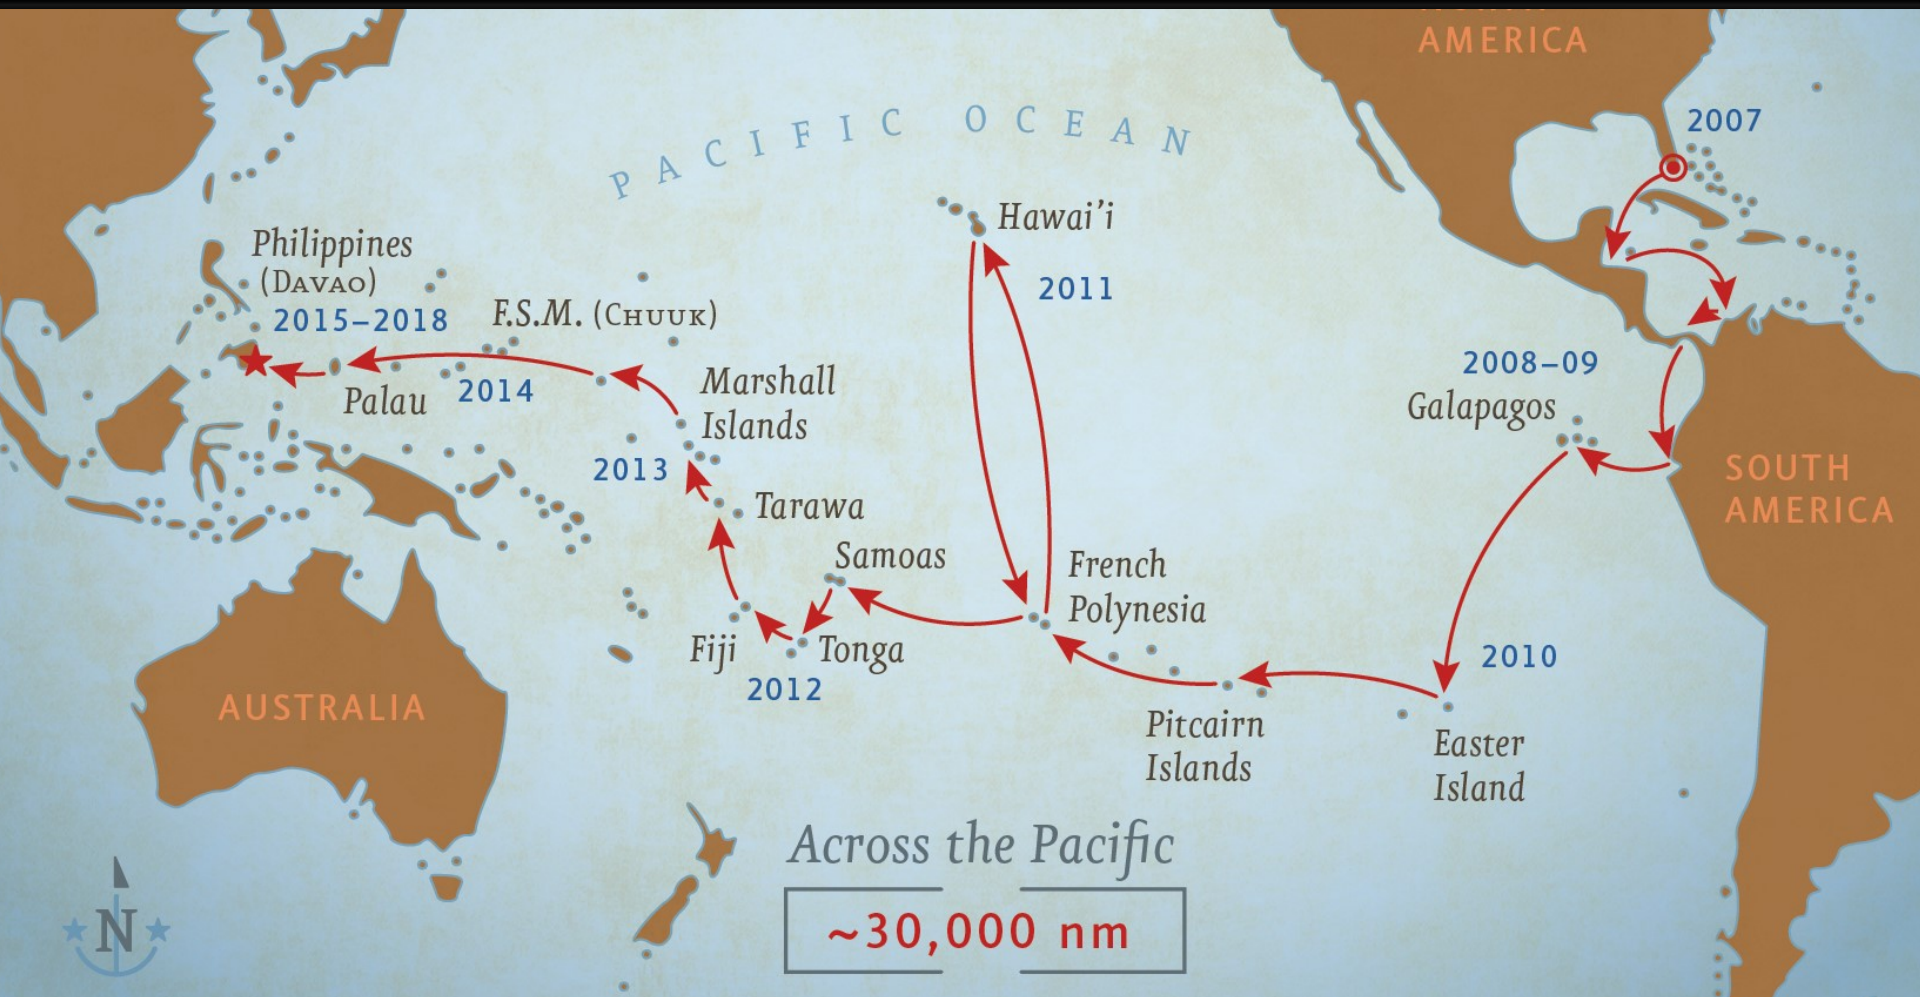 AMERICA
2007
PACIFIC OCEAN
Hawai’i
2011
Philippines
(Davao)
2015–2018
F.S.M. (Chuuk)
Palau
2014
Marshall
Islands
2013
Tarawa
Samoas
Fiji
Tonga
2012
French
Polynesia
2008–09
Galapagos
SOUTH
AMERICA
2010
Pitcairn
Islands
Easter
Island
AUSTRALIA
Across the Pacific
~30,000 nm
N